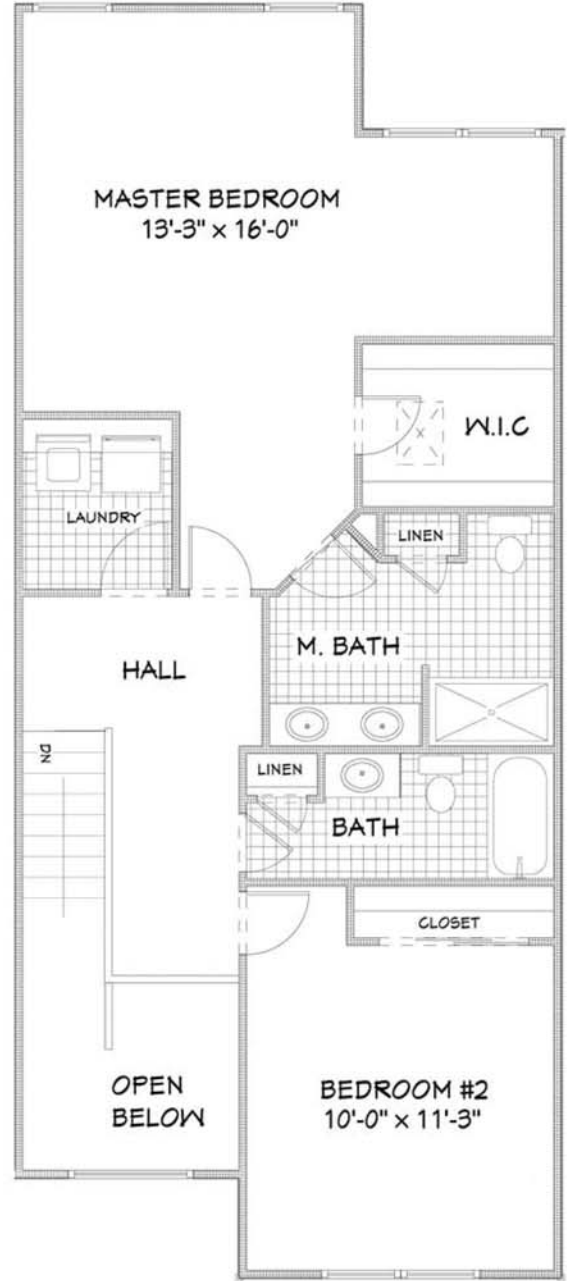 MASTER BEDROOM
13'-3" x 16'-0"
W.I.C
LAUNDRY
LINEN
M. BATH
HALL
DN
LINEN
BATH
CLOSET
OPEN
BELOW
BEDROOM #2
10'-0" x 11'-3"